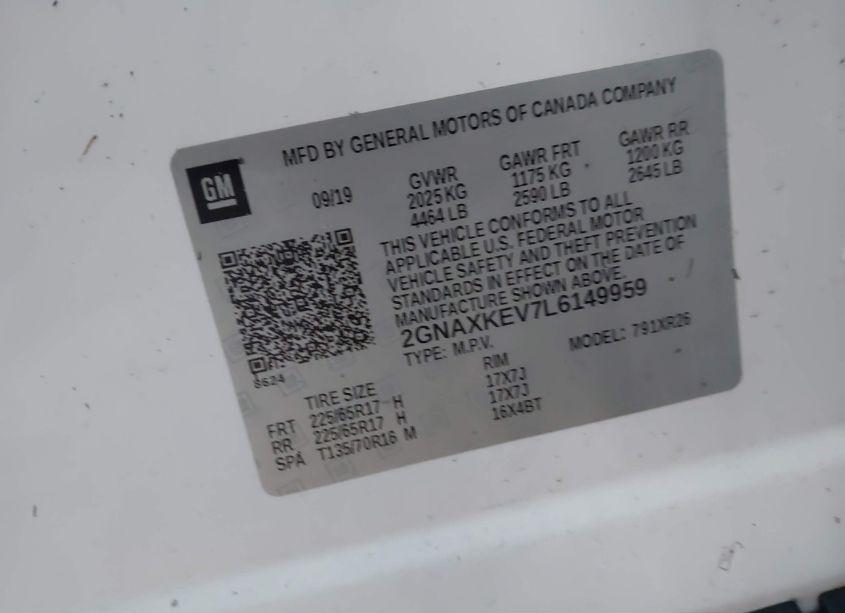 MFD BY GENERAL MOTORS OF CANADA COMPANY
GM
09/19
GVWR
2025 KG
4464 LB
GAWR FRT
1175 KG
2590 LB
GAWR RR
1200 KG
2645 LB
THIS VEHICLE CONFORMS TO ALL
APPLICABLE U.S. FEDERAL MOTOR
VEHICLE SAFETY AND THEFT PREVENTION
STANDARDS IN EFFECT ON THE DATE OF
MANUFACTURE SHOWN ABOVE.
2GNAXKEV7L6149959
TYPE: M.P.V. MODEL: 791XR26
8624
TIRE SIZE RIM
FRT 225/65R17 H 17X7J
RR 225/65R17 H 17X7J
SPA T135/70R16 M 16X4BT